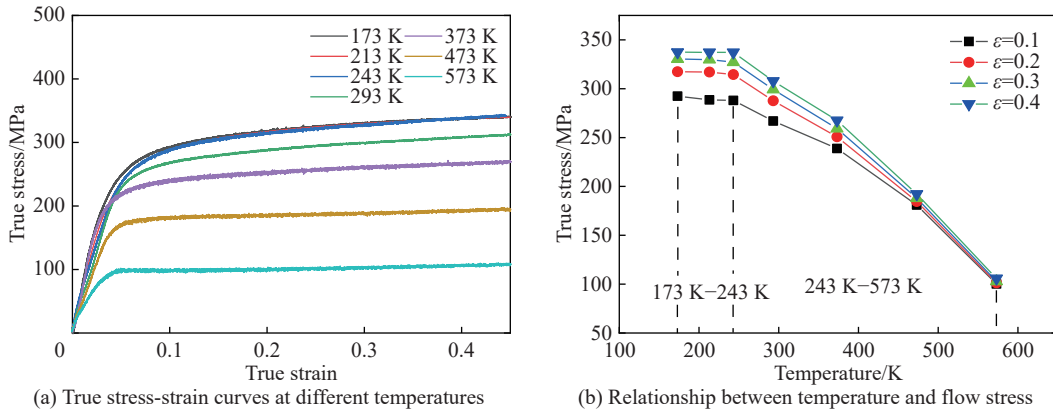 500
400
300
200
100
0
0.1
0.2
0.3
0.4
True stress/MPa
True strain
173 K
213 K
243 K
293 K
373 K
473 K
573 K
(a) True stress-strain curves at different temperatures
350
300
250
200
150
100
50
100
200
300
400
500
600
True stress/MPa
Temperature/K
ε=0.1
ε=0.2
ε=0.3
ε=0.4
173 K−243 K
243 K−573 K
(b) Relationship between temperature and flow stress